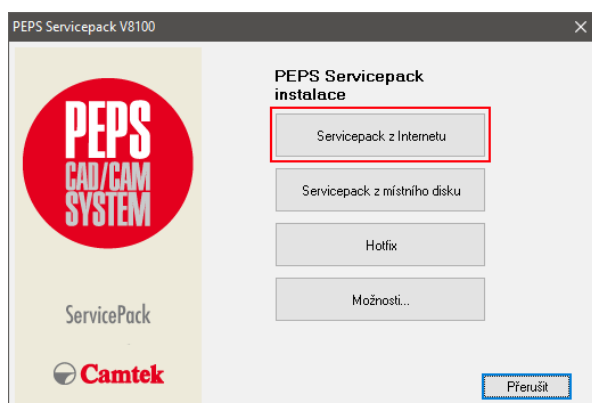 PEPS Servicepack V8100
PEPS
CAD/CAM
SYSTEM
ServicePack
Camtek
PEPS Servicepack
instalace
Servicepack z Internetu
Servicepack z místního disku
Hotfix
Možnosti...
Přerušit